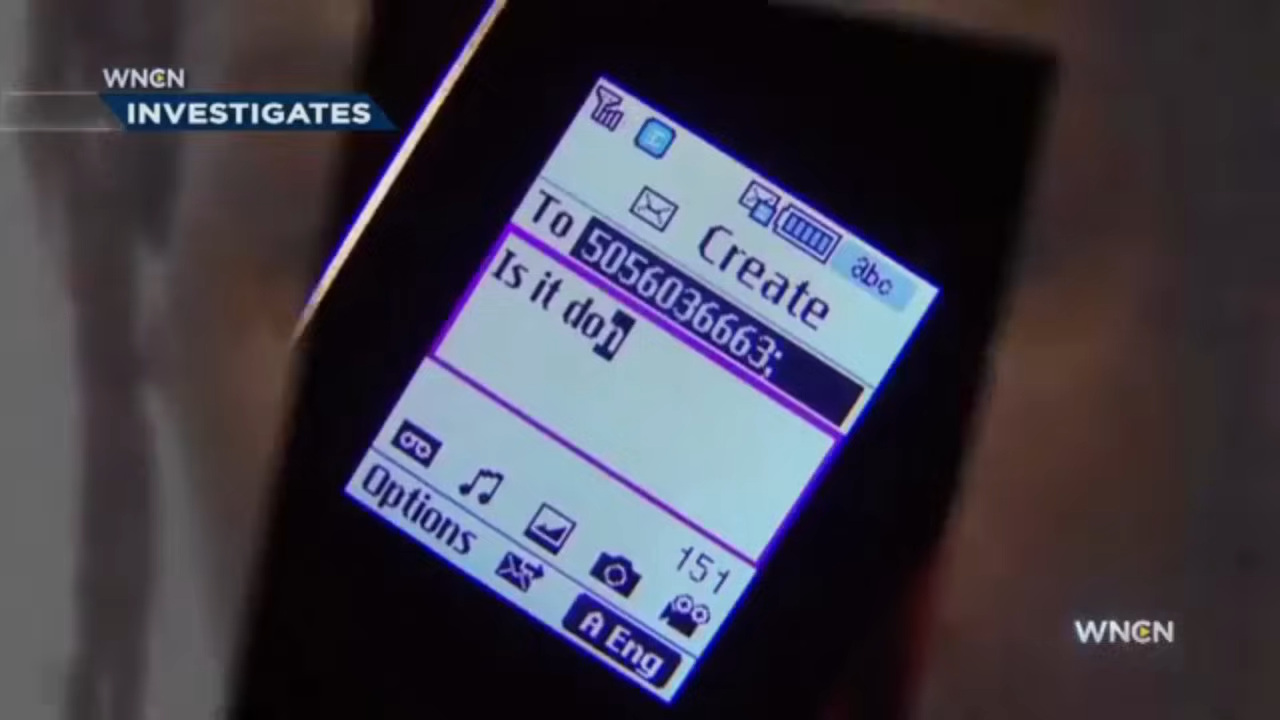 WNCN
INVESTIGATES
abc
Create
To 5056036663;
Is it don
151
Options
A Eng
WNCN